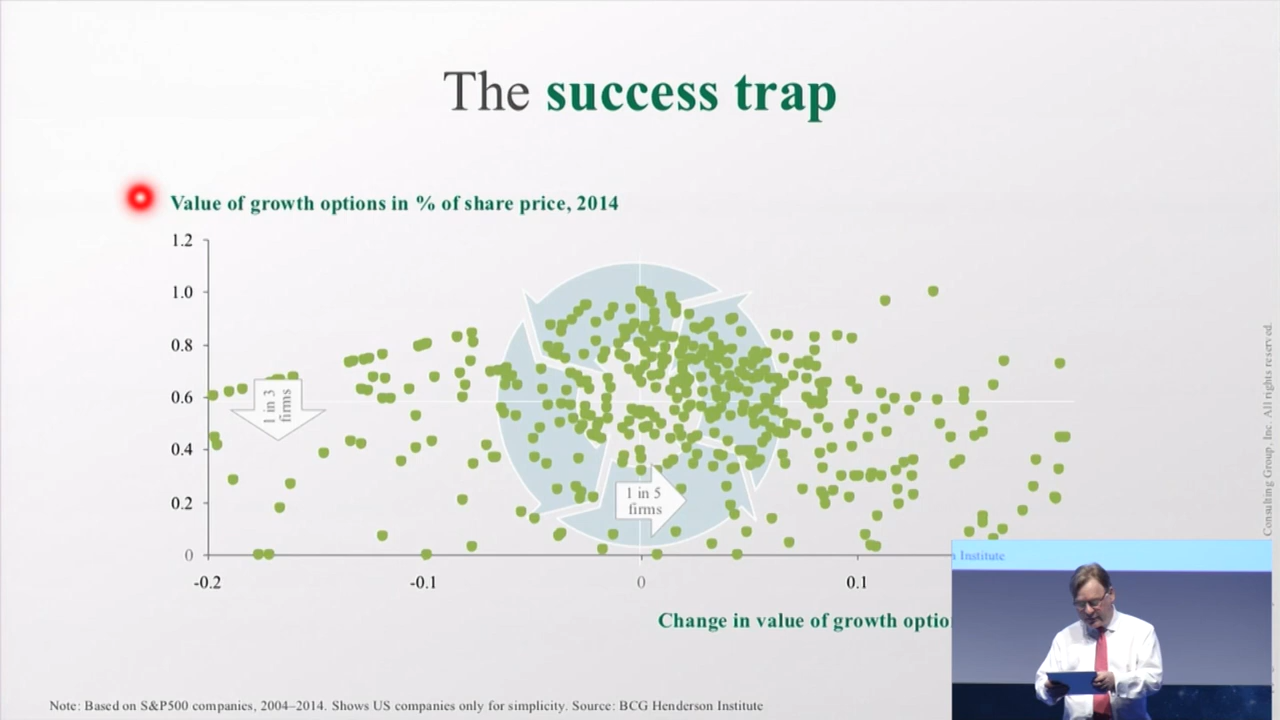 The success trap
Value of growth options in % of share price, 2014
1.2
1.0
0.8
0.6
0.4
0.2
0
1 in 3
firms
1 in 5
firms
-0.2
-0.1
0
0.1
Change in value of growth optio
Institute
Consulting Group, Inc. All rights reserved.
Note: Based on S&P500 companies, 2004–2014. Shows US companies only for simplicity. Source: BCG Henderson Institute